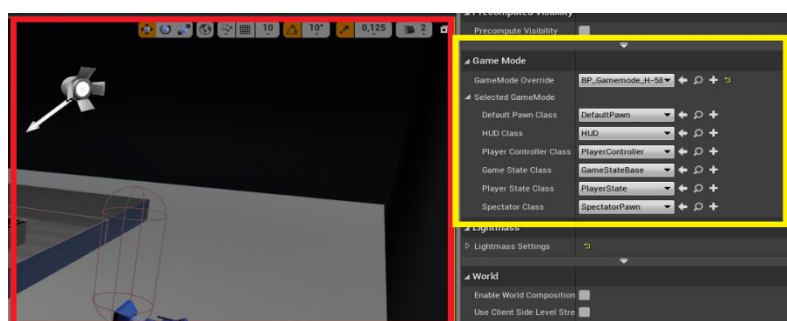 10 10° 0,125 2
Precomputed Visibility
Precompute Visibility
Game Mode
GameMode Override BP_Gamemode_H-58
Selected GameMode
Default Pawn Class DefaultPawn
HUD Class HUD
Player Controller Class PlayerController
Game State Class GameStateBase
Player State Class PlayerState
Spectator Class SpectatorPawn
Lightmass
Lightmass Settings
World
Enable World Composition
Use Client Side Level Stre